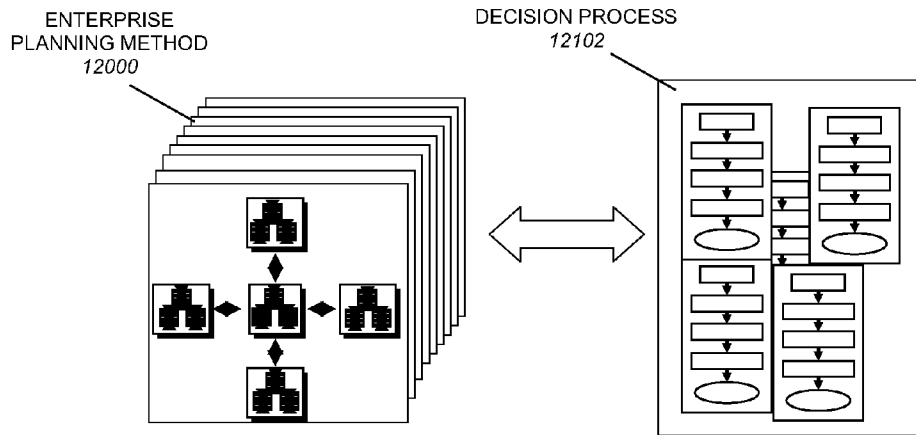 ENTERPRISE
PLANNING METHOD
12000
DECISION PROCESS
12102